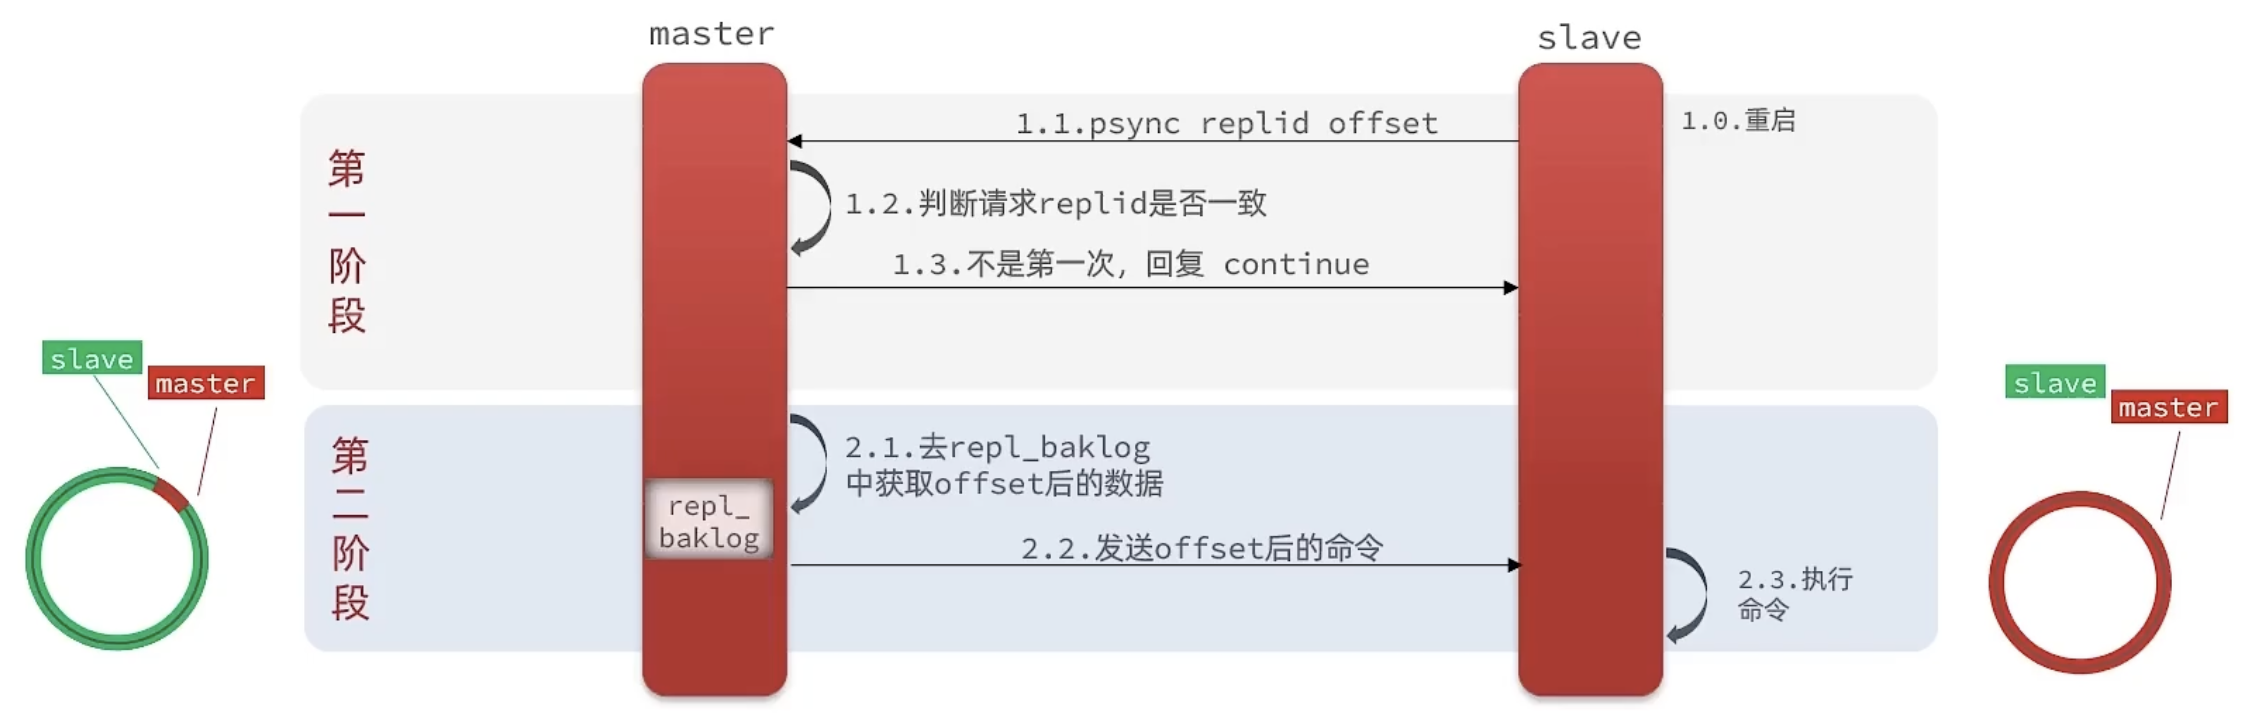 master
slave
第一阶段
1.0.重启
1.1.psync replid offset
1.2.判断请求replid是否一致
1.3.不是第一次，回复 continue
slave
master
slave
master
第二阶段
2.1.去repl_baklog
中获取offset后的数据
repl_
baklog
2.2.发送offset后的命令
2.3.执行
命令